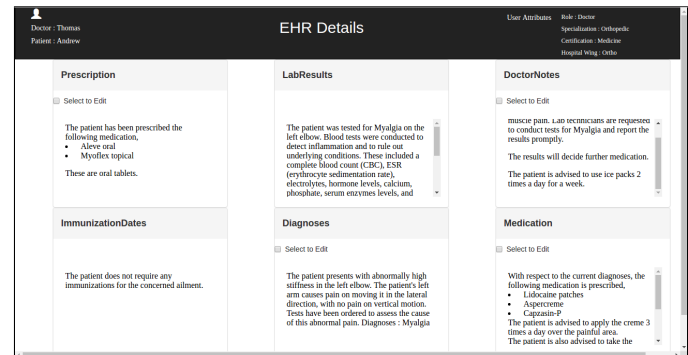 Doctor : Thomas
Patient : Andrew
EHR Details
User Attributes
Role : Doctor
Specialization : Orthopedic
Certification : Medicine
Hospital Wing : Ortho
Prescription
Select to Edit
The patient has been prescribed the
following medication,
• Aleve oral
• Myoflex topical
These are oral tablets.
LabResults
The patient was tested for Myalgia on the
left elbow. Blood tests were conducted to
detect inflammation and to rule out
underlying conditions. These included a
complete blood count (CBC), ESR
(erythrocyte sedimentation rate),
electrolytes, hormone levels, calcium,
phosphate, serum enzymes levels, and
DoctorNotes
Select to Edit
muscle pain. Lab technicians are requested
to conduct tests for Myalgia and report the
results promptly.
The results will decide further medication.
The patient is advised to use ice packs 2
times a day for a week.
ImmunizationDates
The patient does not require any
immunizations for the concerned ailment.
Diagnoses
Select to Edit
The patient presents with abnormally high
stiffness in the left elbow. The patient's left
arm causes pain on moving it in the lateral
direction, with no pain on vertical motion.
Tests have been ordered to assess the cause
of this abnormal pain. Diagnoses : Myalgia
Medication
Select to Edit
With respect to the current diagnoses, the
following medication is prescribed,
• Lidocaine patches
• Aspercreme
• Capzasin-P
The patient is advised to apply the creme 3
times a day over the painful area.
The patient is also advised to take the